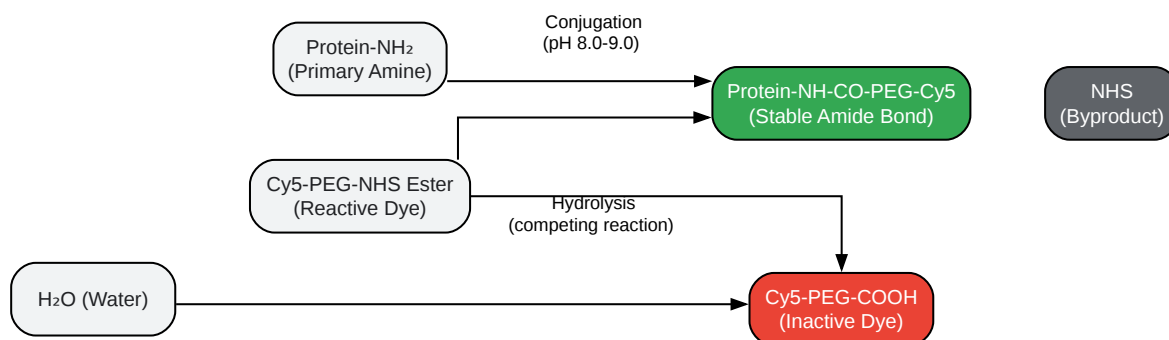 Conjugation
(pH 8.0-9.0)
Protein-NH₂
(Primary Amine)
Protein-NH-CO-PEG-Cy5
(Stable Amide Bond)
NHS
(Byproduct)
Cy5-PEG-NHS Ester
(Reactive Dye)
Hydrolysis
(competing reaction)
H₂O (Water)
Cy5-PEG-COOH
(Inactive Dye)